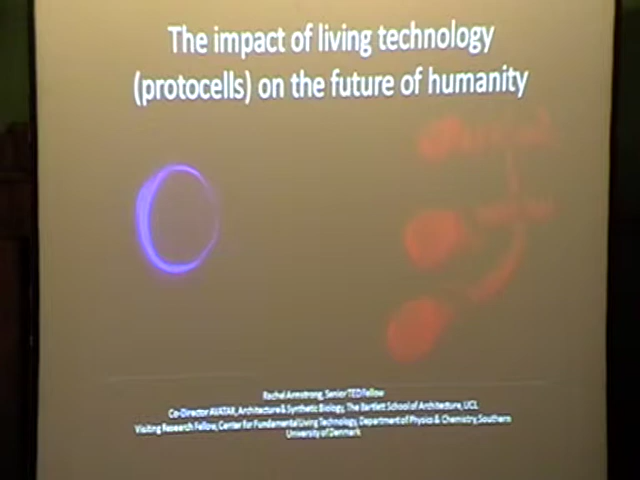 The impact of living technology
(protocells) on the future of humanity
Rachel Armstrong, Senior TED Fellow
Co-Director AVATAR, Architecture & Synthetic Biology, The Bartlett School of Architecture, UCL
Visiting Research Fellow, Center for Fundamental Living Technology, Department of Physics & Chemistry, Southern
University of Denmark